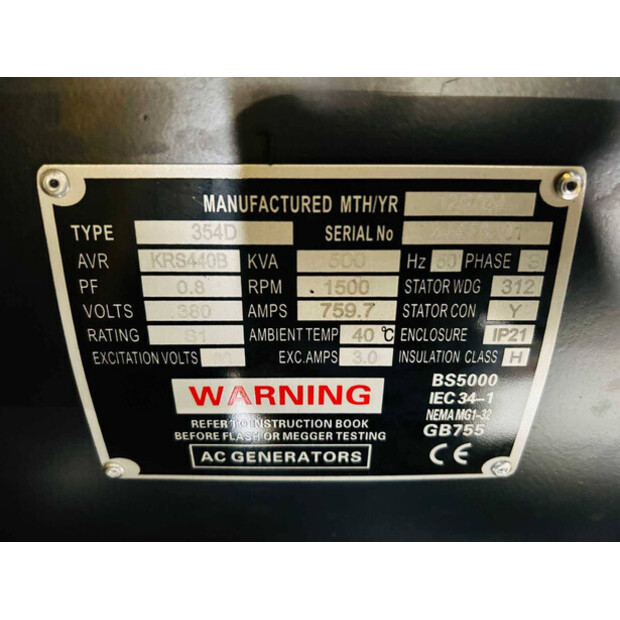 MANUFACTURED MTH/YR
TYPE 354D SERIAL No
AVR KRS440B KVA 500 Hz 50 PHASE 3
PF 0.8 RPM 1500 STATOR WDG 312
VOLTS 380 AMPS 759.7 STATOR CON Y
RATING S1 AMBIENT TEMP 40 ℃ ENCLOSURE IP21
EXCITATION VOLTS EXC.AMPS 3.0 INSULATION CLASS H
WARNING
REFER TO INSTRUCTION BOOK
BEFORE FLASH OR MEGGER TESTING
AC GENERATORS
BS5000
IEC 34-1
NEMA MG1-32
GB755
CE